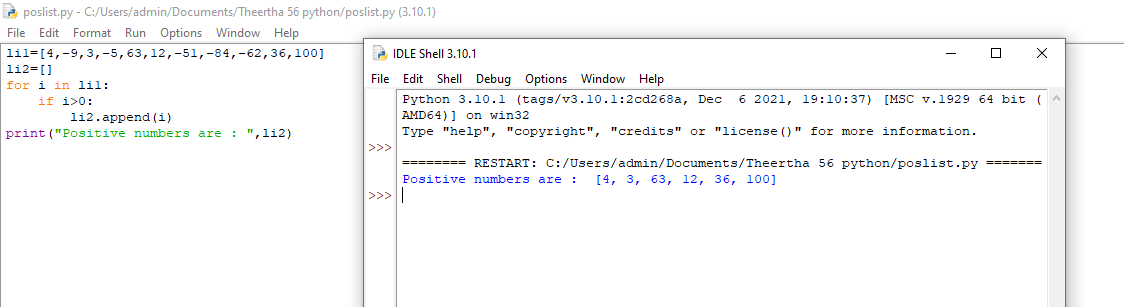 poslist.py - C:/Users/admin/Documents/Theertha 56 python/poslist.py (3.10.1)
File Edit Format Run Options Window Help
li1=[4,-9,3,-5,63,12,-51,-84,-62,36,100]
li2=[]
for i in li1:
    if i>0:
        li2.append(i)
print("Positive numbers are : ",li2)
IDLE Shell 3.10.1
File Edit Shell Debug Options Window Help
Python 3.10.1 (tags/v3.10.1:2cd268a, Dec  6 2021, 19:10:37) [MSC v.1929 64 bit (
AMD64)] on win32
Type "help", "copyright", "credits" or "license()" for more information.
>>>
======== RESTART: C:/Users/admin/Documents/Theertha 56 python/poslist.py =======
Positive numbers are :  [4, 3, 63, 12, 36, 100]
>>>